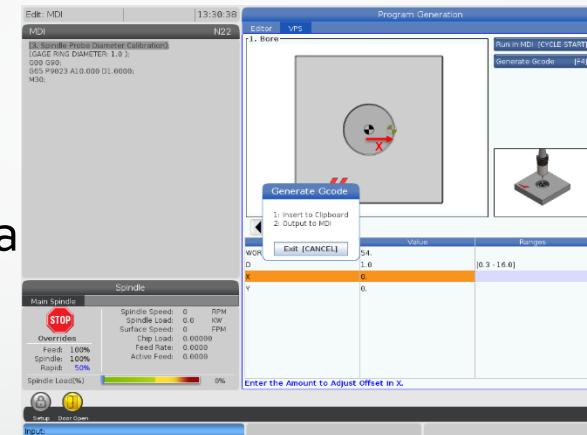 Edit: MDI
13:30:38
Program Generation
MDI
N22
Editor
VPS
(3. Spindle Probe Diameter Calibration);
(GAGE RING DIAMETER: 1.0 );
G00 G90;
G65 P9023 A10.000 D1.0000;
M30;
1. Bore
Run in MDI [CYCLE START]
Generate Gcode [F4]
X
a
Generate Gcode
1: Insert to Clipboard
2: Output to MDI
Exit [CANCEL]
Value
Ranges
WOR
54.
D
1.0
[0.3 - 16.0]
X
0.
Y
0.
Enter the Amount to Adjust Offset in X.
Spindle
Main Spindle
STOP
Overrides
Feed: 100%
Spindle: 100%
Rapid: 50%
Spindle Speed: 0 RPM
Spindle Load: 0.0 KW
Surface Speed: 0 FPM
Chip Load: 0.00000
Feed Rate: 0.0000
Active Feed: 0.0000
Spindle Load(%)
0%
Setup
Door Open
Input: